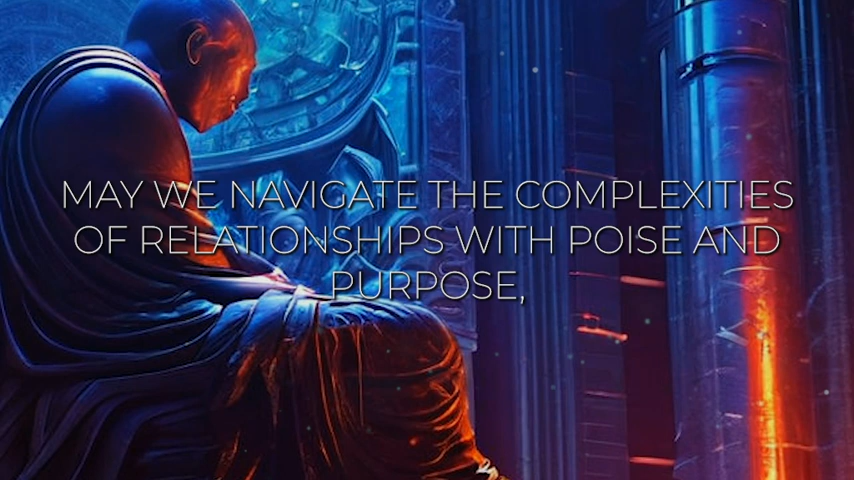 MAY WE NAVIGATE THE COMPLEXITIES
OF RELATIONSHIPS WITH POISE AND
PURPOSE,